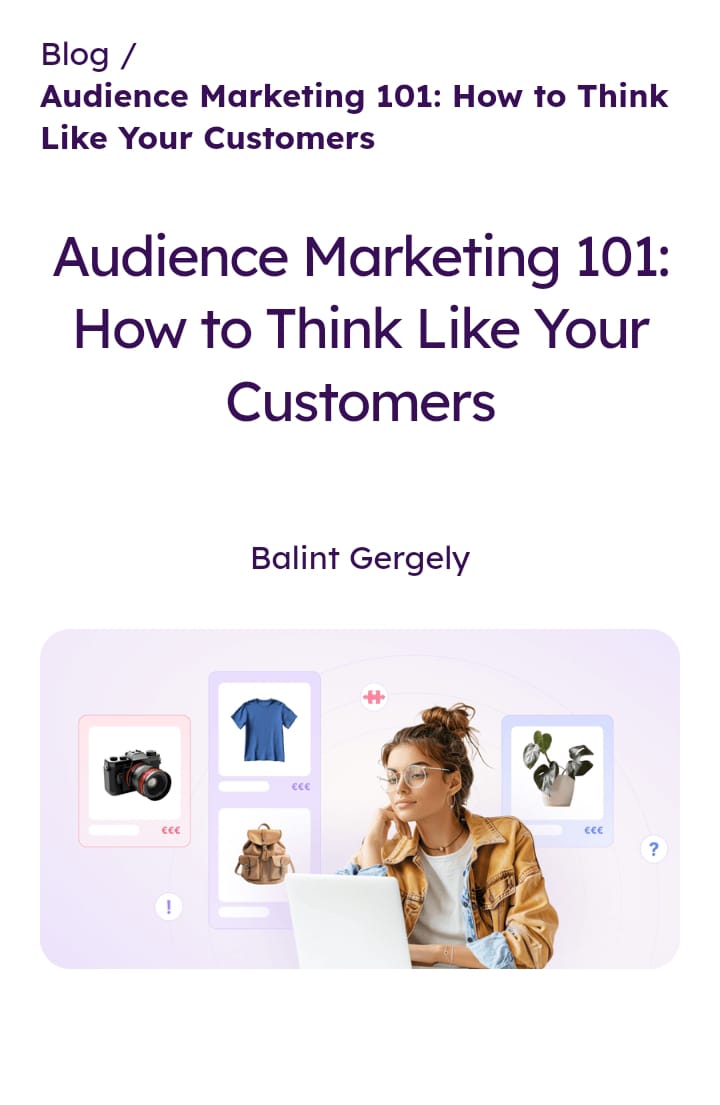 Blog /
Audience Marketing 101: How to Think
Like Your Customers
Audience Marketing 101:
How to Think Like Your
Customers
Balint Gergely
€€€
€€€
€€€
!
?